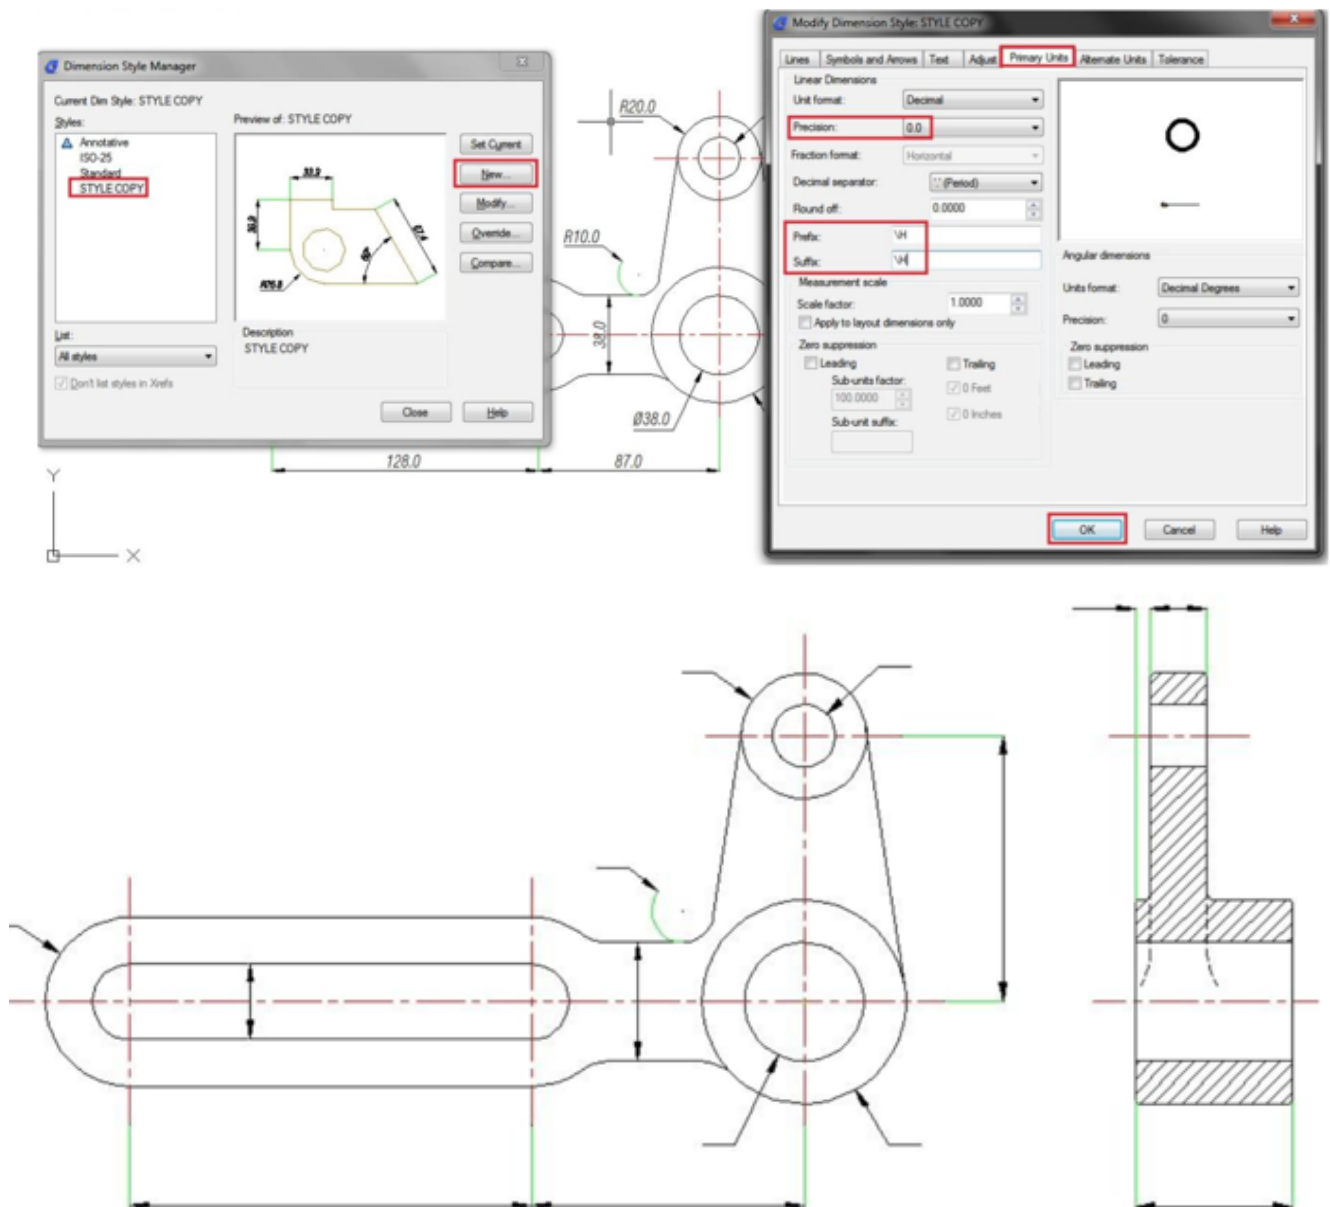 Dimension Style Manager
Current Dim Style: STYLE COPY
Styles:
Annotative
ISO-25
Standard
STYLE COPY
Preview of: STYLE COPY
Set Current
New...
Modify...
Override...
Compare...
List:
All styles
Don't list styles in Xrefs
Description
STYLE COPY
Close
Help
R20.0
R10.0
38.0
Ø38.0
128.0
87.0
Y
X
Modify Dimension Style: STYLE COPY
Lines
Symbols and Arrows
Text
Adjust
Primary Units
Alternate Units
Tolerance
Linear Dimensions
Unit format:
Decimal
Precision:
0.0
Fraction format:
Horizontal
Decimal separator:
'.' (Period)
Round off:
0.0000
Prefix:
\H
Suffix:
\H
Measurement scale
Scale factor:
1.0000
Apply to layout dimensions only
Zero suppression
Leading
Trailing
Sub-units factor:
100.0000
0 Feet
0 Inches
Sub-unit suffix:
Angular dimensions
Units format:
Decimal Degrees
Precision:
0
Zero suppression
Leading
Trailing
OK
Cancel
Help